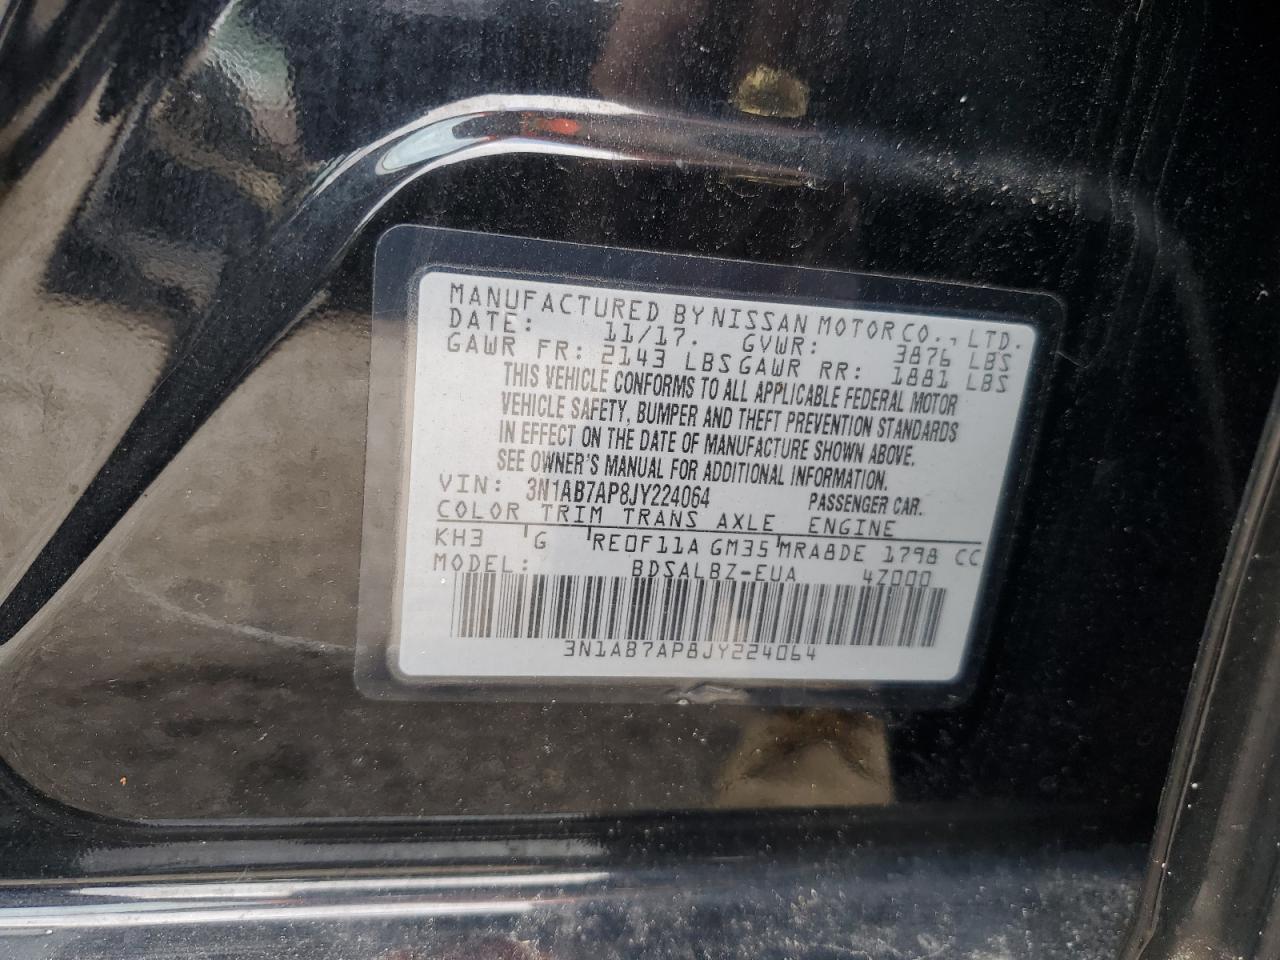 MANUFACTURED BY NISSAN MOTOR CO., LTD.
DATE: 11/17. GVWR: 3876 LBS
GAWR FR: 2143 LBS GAWR RR: 1881 LBS
THIS VEHICLE CONFORMS TO ALL APPLICABLE FEDERAL MOTOR
VEHICLE SAFETY, BUMPER AND THEFT PREVENTION STANDARDS
IN EFFECT ON THE DATE OF MANUFACTURE SHOWN ABOVE.
SEE OWNER'S MANUAL FOR ADDITIONAL INFORMATION.
VIN: 3N1AB7AP8JY224064 PASSENGER CAR.
COLOR TRIM TRANS AXLE ENGINE
KH3 G RE0F11A GM35 MRA8DE 1798 CC
MODEL: BDSALBZ-EUA 4Z000
3N1AB7AP8JY224064